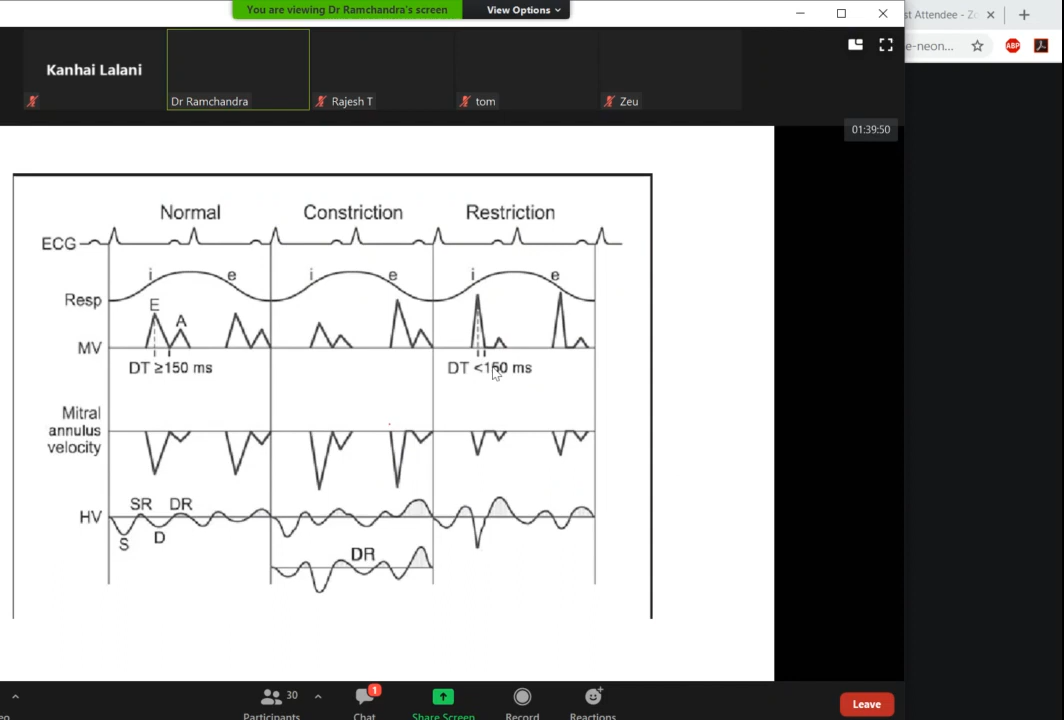 You are viewing Dr Ramchandra's screen
View Options
st Attendee - Zo
e-neon...
ABP
Kanhai Lalani
Dr Ramchandra
Rajesh T
tom
Zeu
01:39:50
Normal Constriction Restriction
ECG
i e i e i e
Resp
E
A
MV
DT ≥150 ms DT <150 ms
Mitral
annulus
velocity
SR DR
HV
S D
DR
30
1
Participants Chat Share Screen Record Reactions
Leave